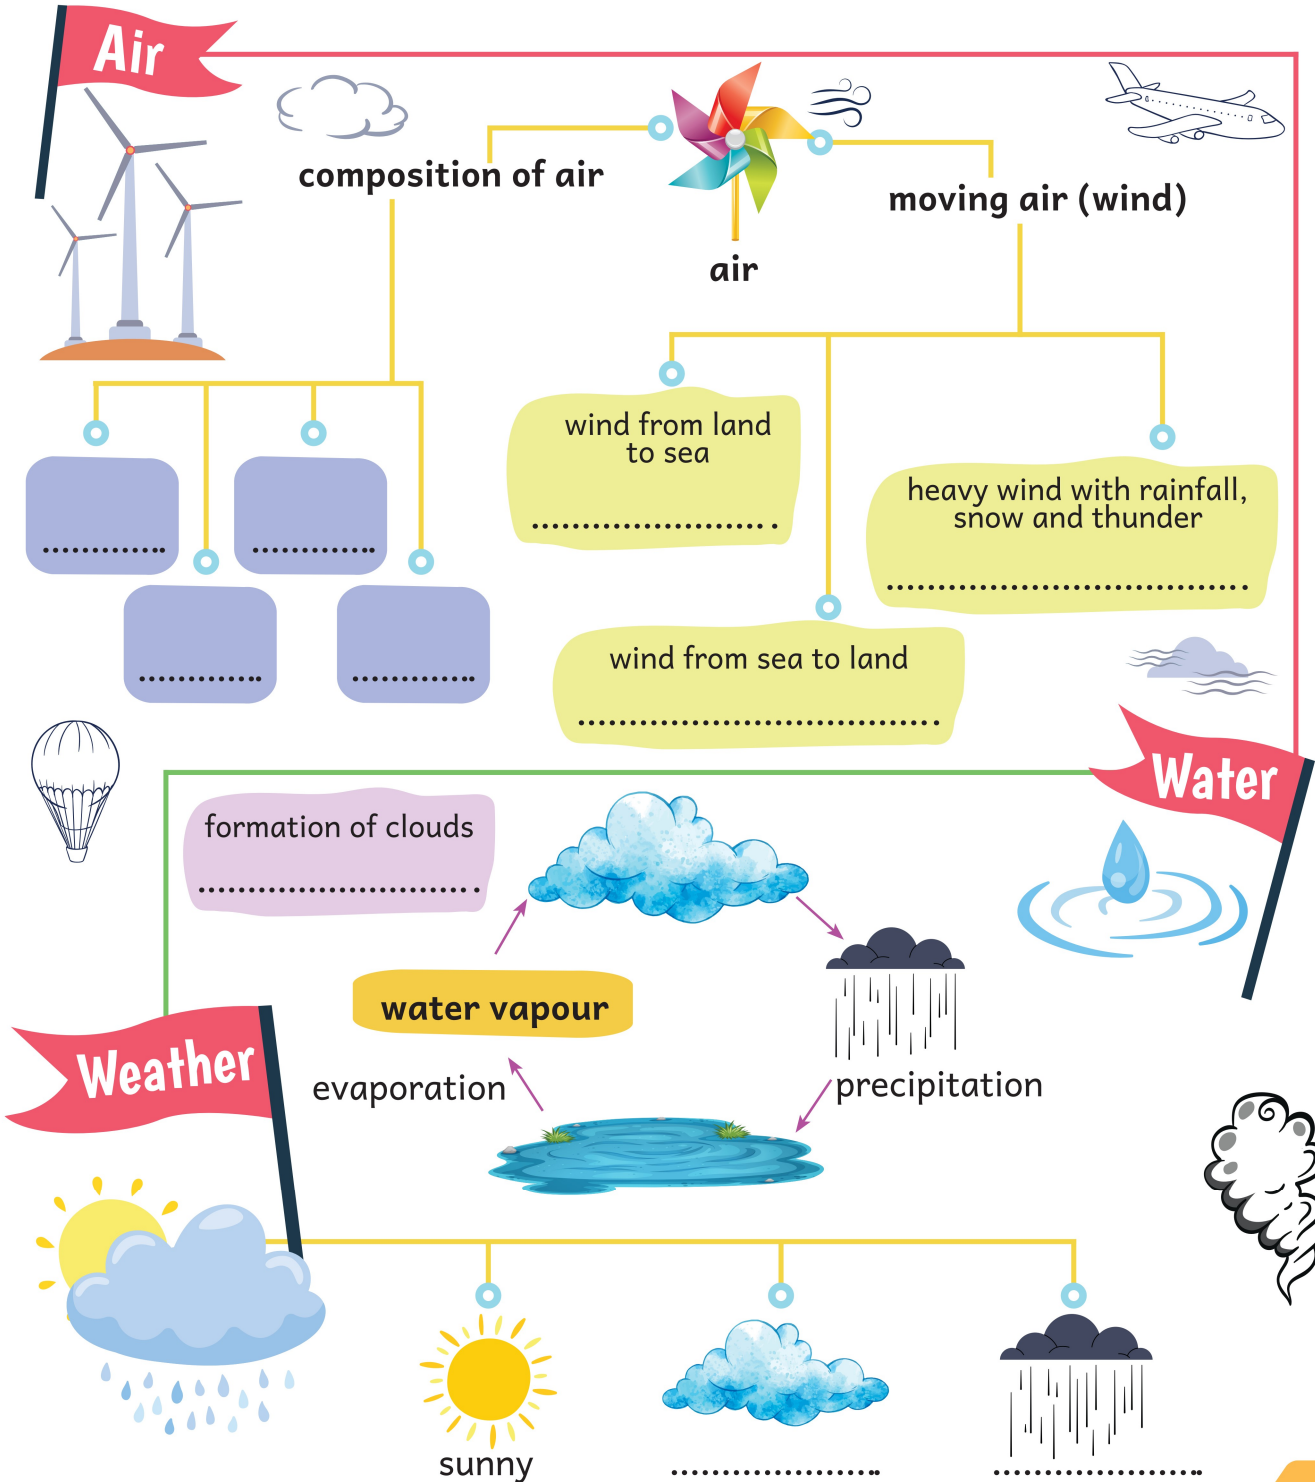 Air
composition of air
moving air (wind)
air
wind from land
to sea
.......................
heavy wind with rainfall,
snow and thunder
...................................
.............
.............
.............
.............
wind from sea to land
...................................
Water
formation of clouds
............................
water vapour
Weather
evaporation
precipitation
sunny
....................
....................